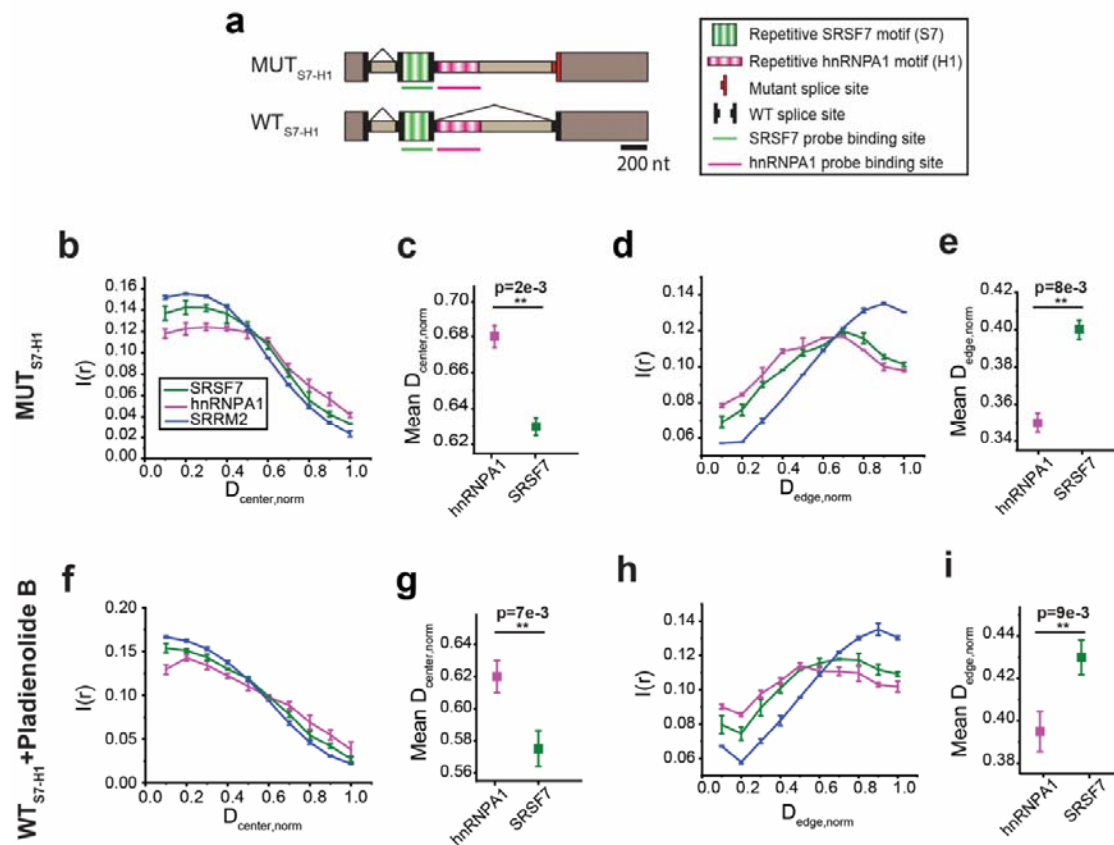 a
MUT S7-H1
WT S7-H1
200 nt
Repetitive SRSF7 motif (S7)
Repetitive hnRNPA1 motif (H1)
Mutant splice site
WT splice site
SRSF7 probe binding site
hnRNPA1 probe binding site
MUT S7-H1
b
I(r)
0.16
0.14
0.12
0.10
0.08
0.06
0.04
0.02
0.00
SRSF7
hnRNPA1
SRRM2
0.0 0.2 0.4 0.6 0.8 1.0
D center,norm
c
p=2e-3
**
Mean D center,norm
0.70
0.68
0.66
0.64
0.62
hnRNPA1
SRSF7
d
I(r)
0.14
0.12
0.10
0.08
0.06
0.0 0.2 0.4 0.6 0.8 1.0
D edge,norm
e
p=8e-3
**
Mean D edge,norm
0.42
0.40
0.38
0.36
0.34
hnRNPA1
SRSF7
WT S7-H1+Pladienolide B
f
I(r)
0.20
0.15
0.10
0.05
0.00
0.0 0.2 0.4 0.6 0.8 1.0
D center,norm
g
p=7e-3
**
Mean D center,norm
0.64
0.62
0.60
0.58
0.56
hnRNPA1
SRSF7
h
I(r)
0.14
0.12
0.10
0.08
0.06
0.0 0.2 0.4 0.6 0.8 1.0
D edge,norm
i
p=9e-3
**
Mean D edge,norm
0.44
0.42
0.40
0.38
hnRNPA1
SRSF7